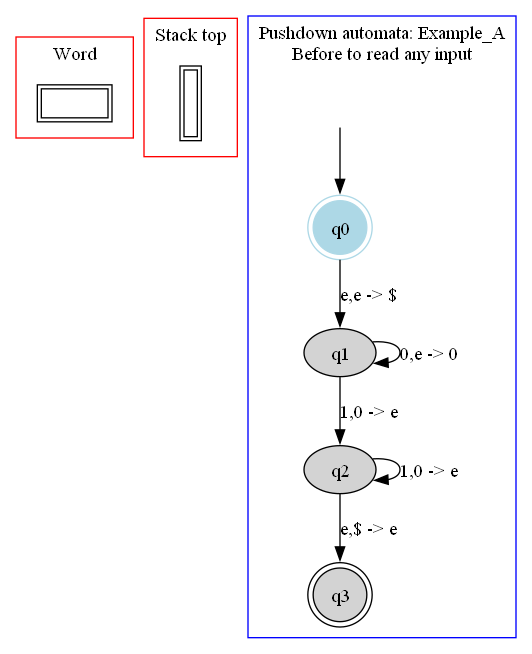 Word
Stack top
Pushdown automata: Example_A
Before to read any input
q0
e,e -> $
q1
0,e -> 0
1,0 -> e
q2
1,0 -> e
e,$ -> e
q3